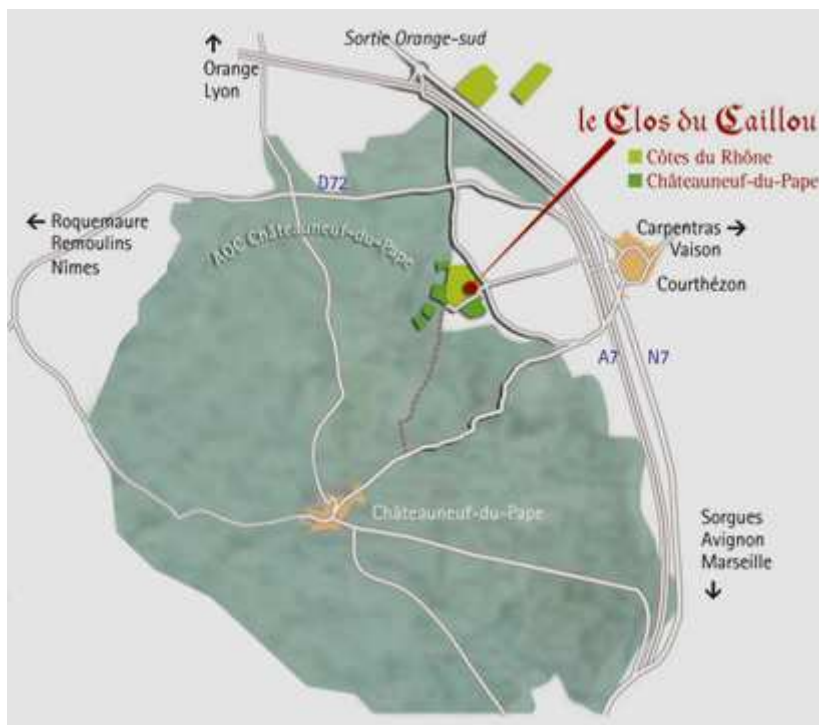 Sortie Orange-sud
↑
Orange
Lyon
le Clos du Caillou
Côtes du Rhône
Châteauneuf-du-Pape
D72
← Roquemaure
Remoulins
Nîmes
AOC Châteauneuf-du-Pape
Carpentras →
Vaison
Courthézon
A7
N7
Châteauneuf-du-Pape
Sorgues
Avignon
Marseille
↓